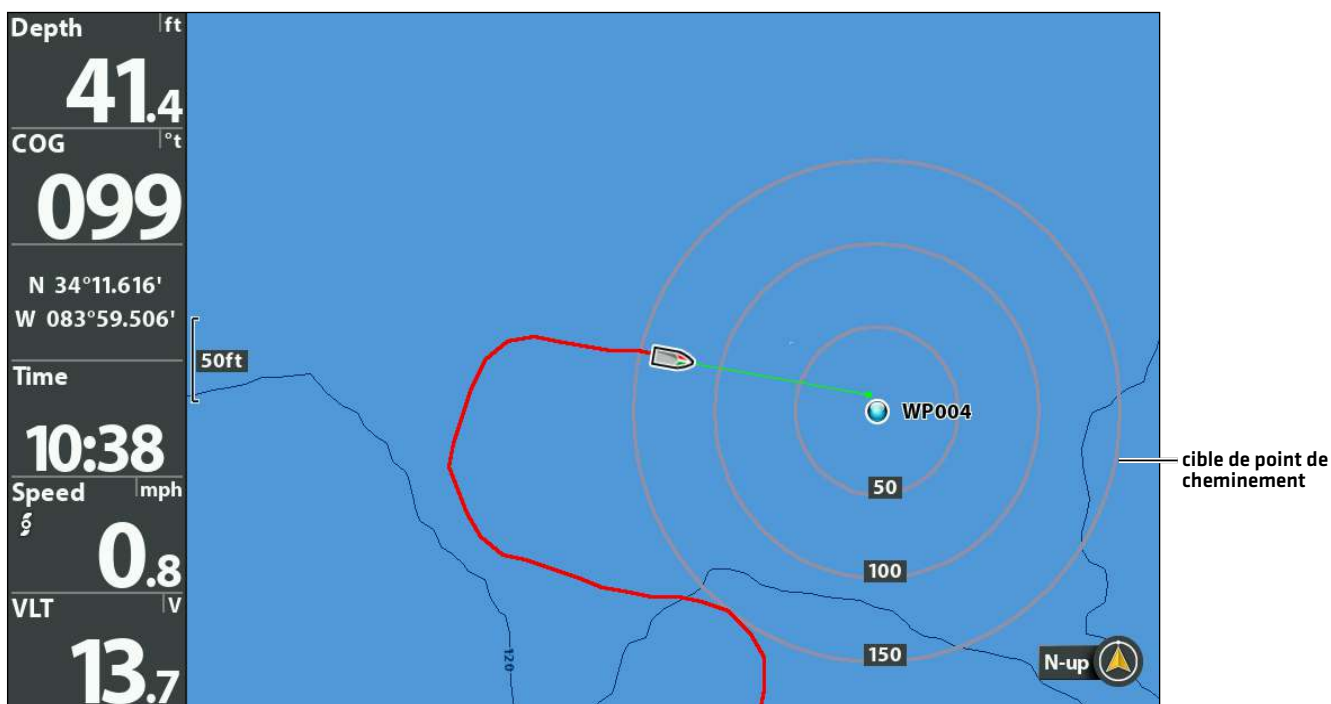 Depth ft
41.4
COG °t
099
N 34°11.616'
W 083°59.506'
Time
10:38
Speed mph
0.8
VLT V
13.7
50ft
WP004
50
100
150
120
N-up
cible de point de
cheminement